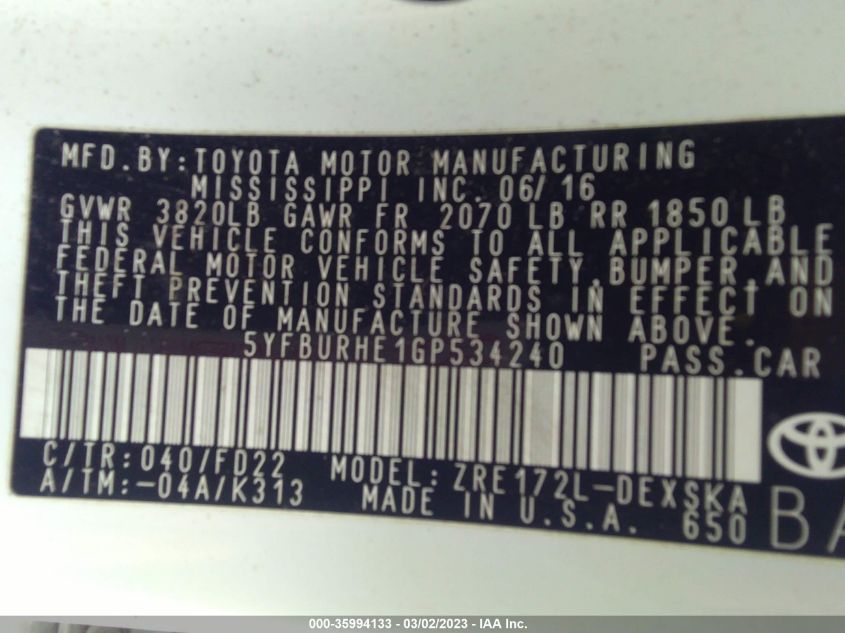 MFD.BY:TOYOTA MOTOR MANUFACTURING
MISSISSIPPI INC. 06/16
GVWR 3820LB GAWR FR 2070 LB RR 1850 LB
THIS VEHICLE CONFORMS TO ALL APPLICABLE
FEDERAL MOTOR VEHICLE SAFETY,BUMPER,AND
THEFT PREVENTION STANDARDS IN EFFECT ON
THE DATE OF MANUFACTURE SHOWN ABOVE.
5YFBURHE1GP534240 PASS.CAR
C/TR:040/FD22 MODEL:ZRE172L-DEXSKA
A/TM:-04A/K313 MADE IN U.S.A. 650
BA
000-35994133 - 03/02/2023 - IAA Inc.